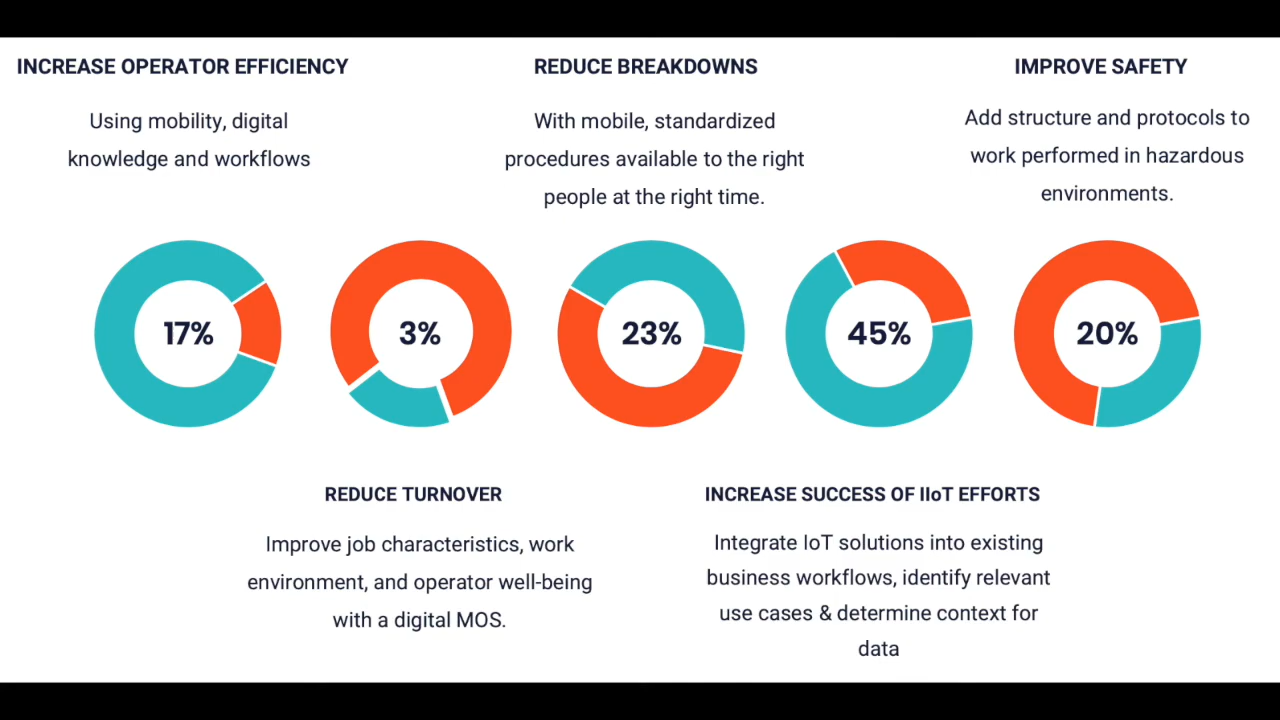 INCREASE OPERATOR EFFICIENCY
Using mobility, digital
knowledge and workflows
REDUCE BREAKDOWNS
With mobile, standardized
procedures available to the right
people at the right time.
IMPROVE SAFETY
Add structure and protocols to
work performed in hazardous
environments.
17%
3%
23%
45%
20%
REDUCE TURNOVER
Improve job characteristics, work
environment, and operator well-being
with a digital MOS.
INCREASE SUCCESS OF IIoT EFFORTS
Integrate IoT solutions into existing
business workflows, identify relevant
use cases & determine context for
data